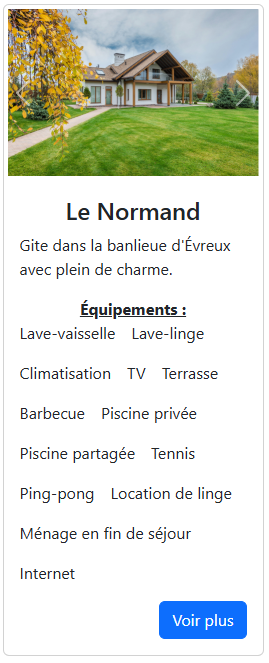 Le Normand
Gite dans la banlieue d'Évreux
avec plein de charme.
Équipements :
Lave-vaisselle Lave-linge
Climatisation TV Terrasse
Barbecue Piscine privée
Piscine partagée Tennis
Ping-pong Location de linge
Ménage en fin de séjour
Internet
Voir plus